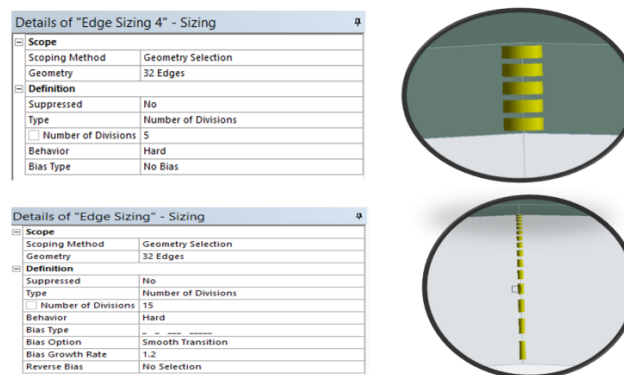 Details of "Edge Sizing 4" - Sizing
Scope
Scoping Method Geometry Selection
Geometry 32 Edges
Definition
Suppressed No
Type Number of Divisions
Number of Divisions 5
Behavior Hard
Bias Type No Bias
Details of "Edge Sizing" - Sizing
Scope
Scoping Method Geometry Selection
Geometry 32 Edges
Definition
Suppressed No
Type Number of Divisions
Number of Divisions 15
Behavior Hard
Bias Type _ _ ___ _____
Bias Option Smooth Transition
Bias Growth Rate 1.2
Reverse Bias No Selection